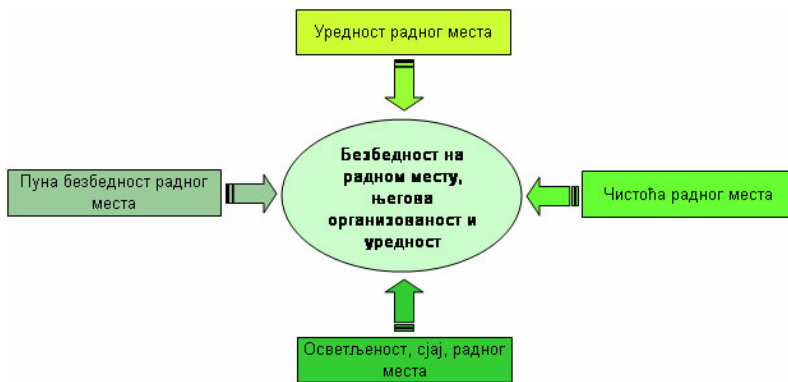 Уредност радног места
Безбедност на
радном месту,
његова
организованост и
уредност
Пуна безбедност радног
места
Чистоћа радног места
Осветљеност, сјај, радног
места